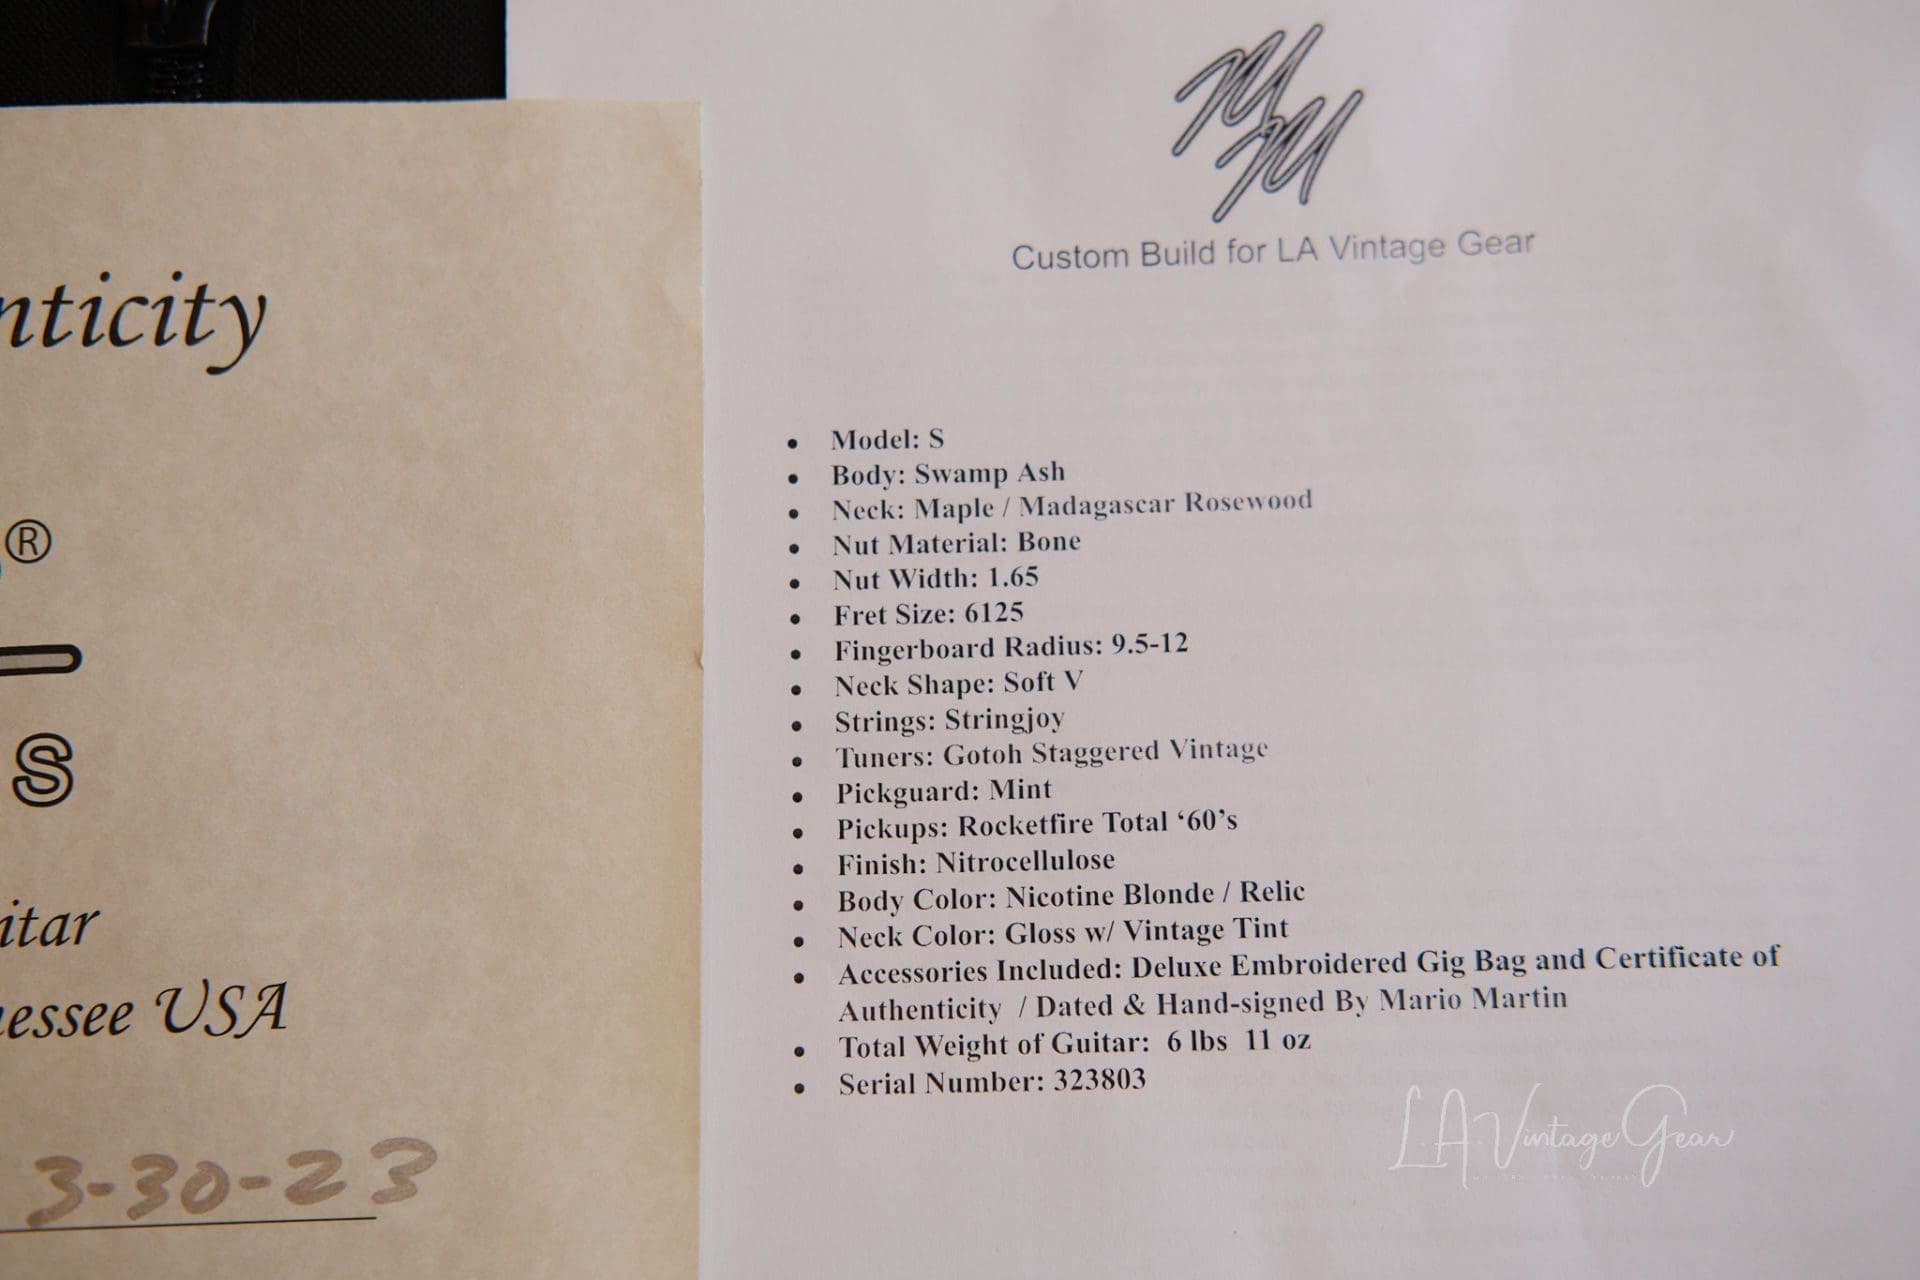 nticity
®
S
itar
essee USA
3-30-23
MM
Custom Build for LA Vintage Gear
• Model: S
• Body: Swamp Ash
• Neck: Maple / Madagascar Rosewood
• Nut Material: Bone
• Nut Width: 1.65
• Fret Size: 6125
• Fingerboard Radius: 9.5-12
• Neck Shape: Soft V
• Strings: Stringjoy
• Tuners: Gotoh Staggered Vintage
• Pickguard: Mint
• Pickups: Rocketfire Total ‘60’s
• Finish: Nitrocellulose
• Body Color: Nicotine Blonde / Relic
• Neck Color: Gloss w/ Vintage Tint
• Accessories Included: Deluxe Embroidered Gig Bag and Certificate of
Authenticity / Dated & Hand-signed By Mario Martin
• Total Weight of Guitar: 6 lbs 11 oz
• Serial Number: 323803
L.A. Vintage Gear